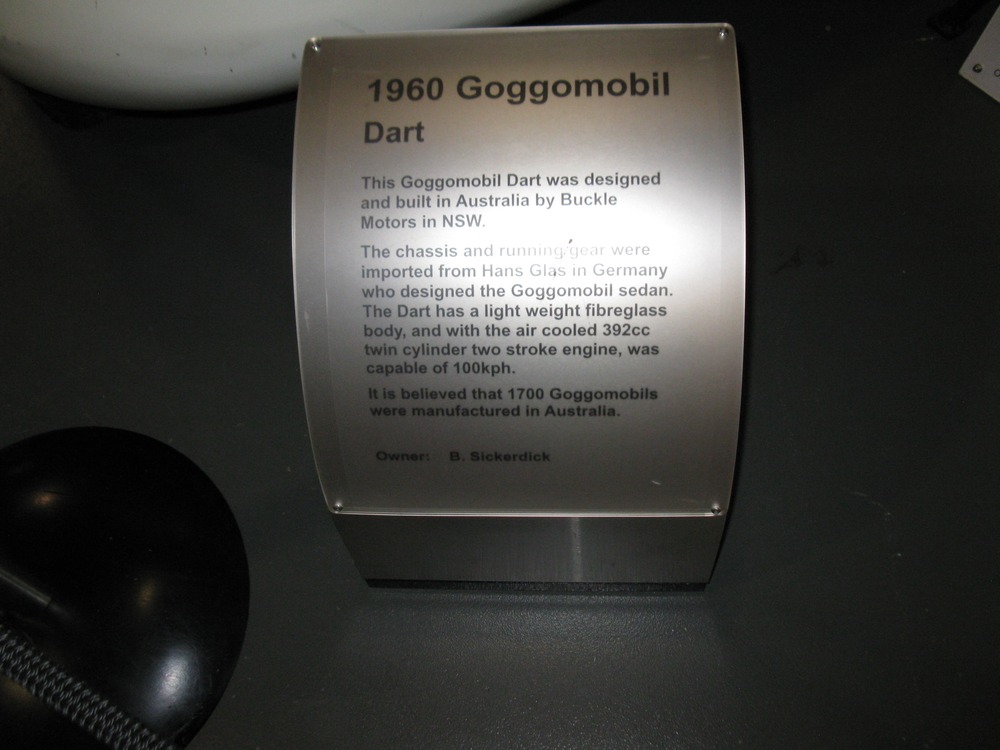 1960 Goggomobil
Dart
This Goggomobil Dart was designed
and built in Australia by Buckle
Motors in NSW.
The chassis and running gear were
imported from Hans Glas in Germany
who designed the Goggomobil sedan.
The Dart has a light weight fibreglass
body, and with the air cooled 392cc
twin cylinder two stroke engine, was
capable of 100kph.
It is believed that 1700 Goggomobils
were manufactured in Australia.
Owner: B. Sickerdick